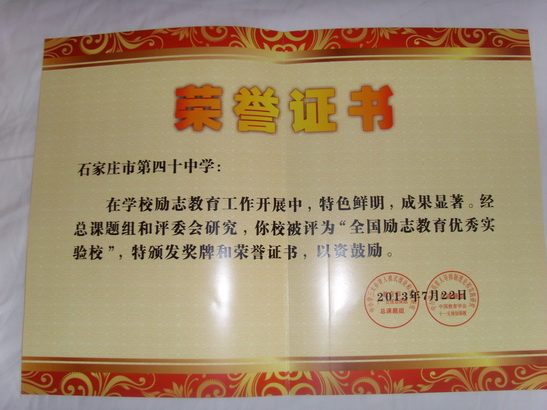 荣誉证书
石家庄市第四十中学：
在学校励志教育工作开展中，特色鲜明，成果显著。经
总课题组和评委会研究，你校被评为“全国励志教育优秀实
验校”，特颁发奖牌和荣誉证书，以资鼓励。
2013年7月22日
总课题组